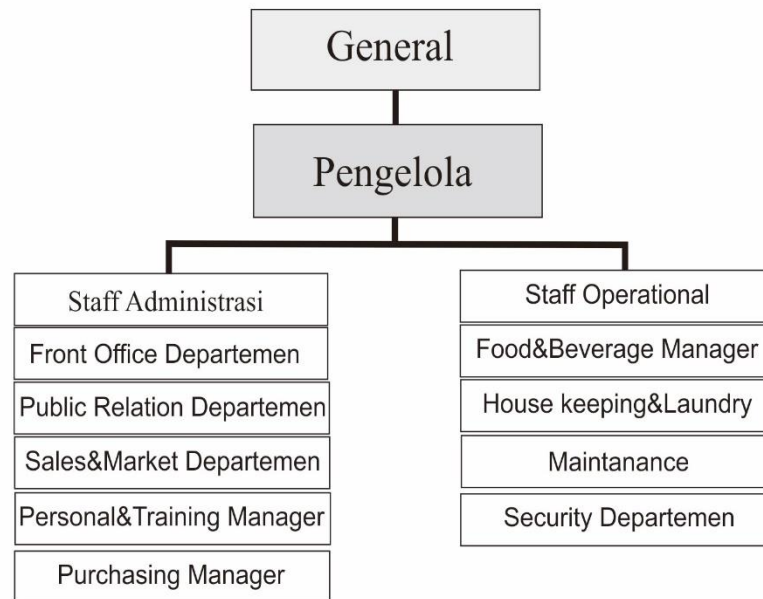 General
Pengelola
Staff Administrasi
Front Office Departemen
Public Relation Departemen
Sales&Market Departemen
Personal&Training Manager
Purchasing Manager
Staff Operational
Food&Beverage Manager
House keeping&Laundry
Maintanance
Security Departemen